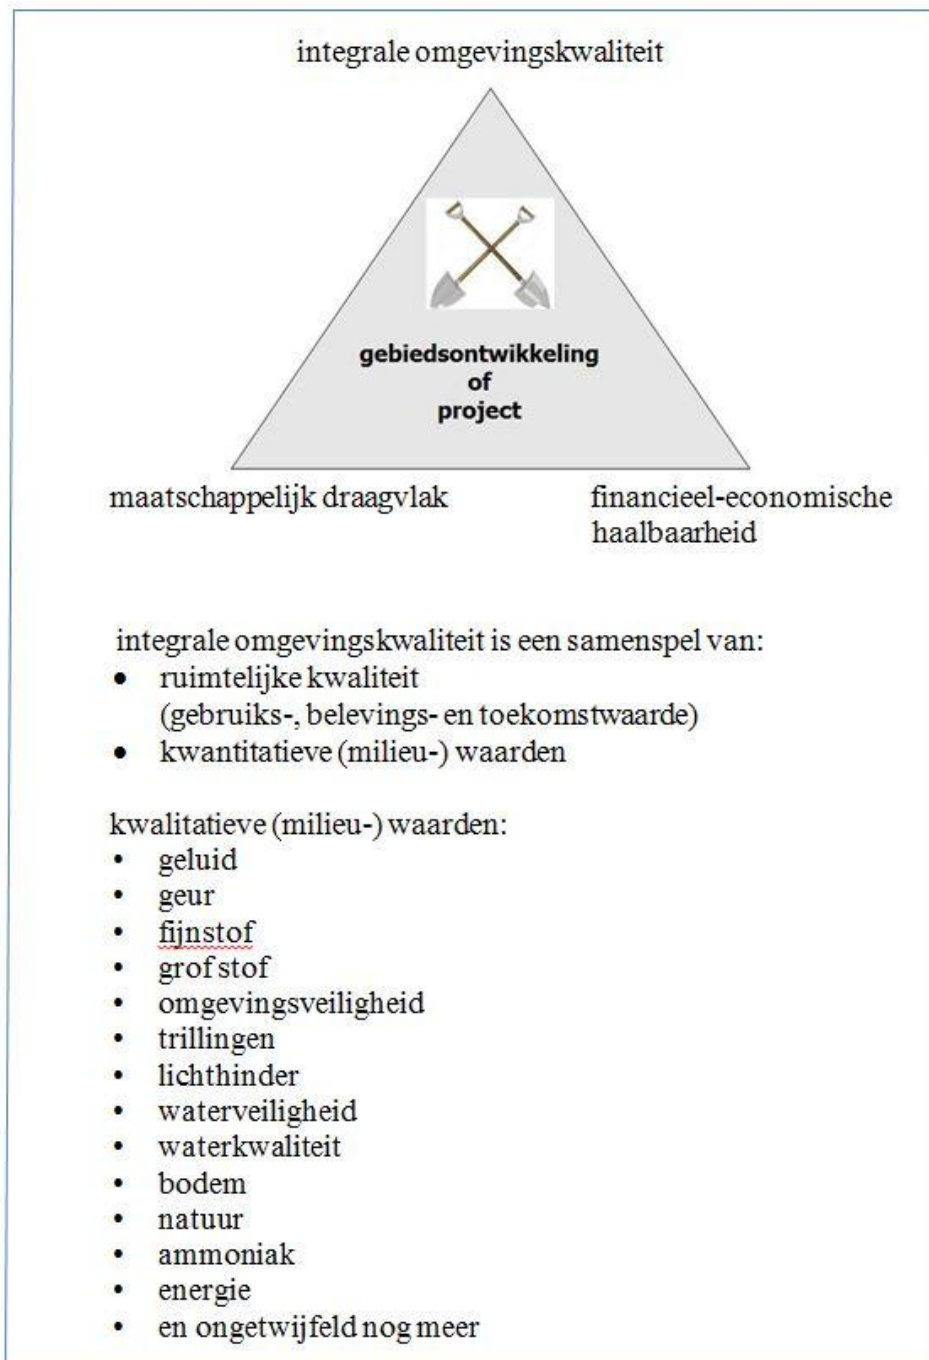 integrale omgevingskwaliteit
gebiedsontwikkeling
of
project
maatschappelijk draagvlak
financieel-economische
haalbaarheid
integrale omgevingskwaliteit is een samenspel van:
● ruimtelijke kwaliteit
(gebruiks-, belevings- en toekomstwaarde)
● kwantitatieve (milieu-) waarden
kwalitatieve (milieu-) waarden:
• geluid
• geur
• fijnstof
• grof stof
• omgevingsveiligheid
• trillingen
• lichthinder
• waterveiligheid
• waterkwaliteit
• bodem
• natuur
• ammoniak
• energie
• en ongetwijfeld nog meer